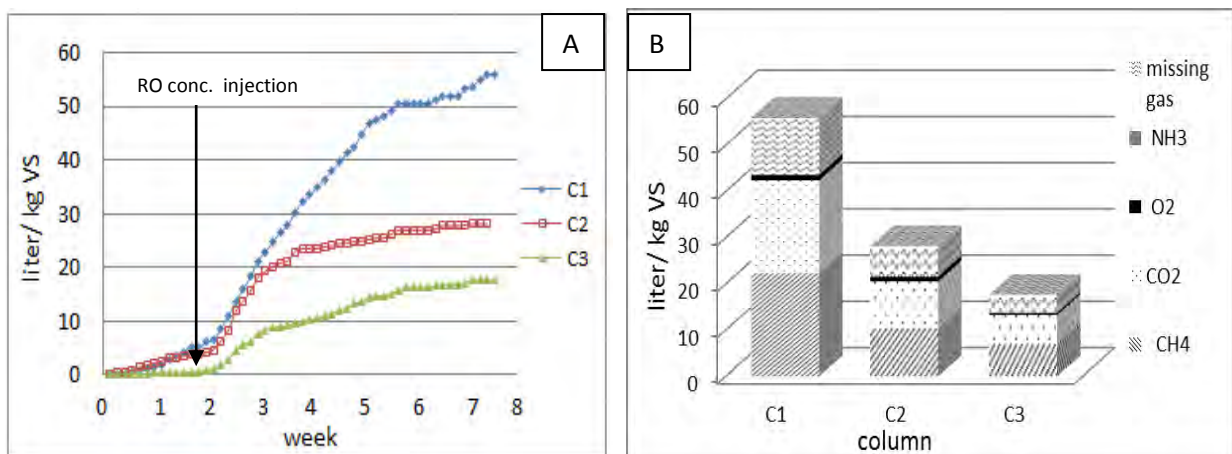 A
60
50
40
30
20
10
0
RO conc. injection
liter/ kg VS
0 1 2 3 4 5 6 7 8
week
C1
C2
C3
B
60
50
40
30
20
10
0
liter/ kg VS
C1 C2 C3
column
missing
gas
NH3
O2
CO2
CH4